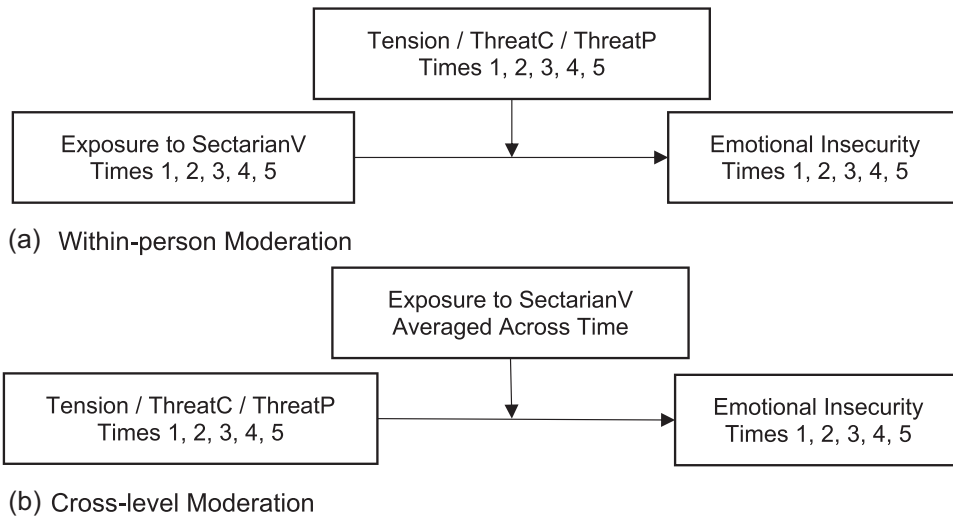 Tension / ThreatC / ThreatP
Times 1, 2, 3, 4, 5
Exposure to SectarianV
Times 1, 2, 3, 4, 5
Emotional Insecurity
Times 1, 2, 3, 4, 5
(a) Within-person Moderation
Exposure to SectarianV
Averaged Across Time
Tension / ThreatC / ThreatP
Times 1, 2, 3, 4, 5
Emotional Insecurity
Times 1, 2, 3, 4, 5
(b) Cross-level Moderation